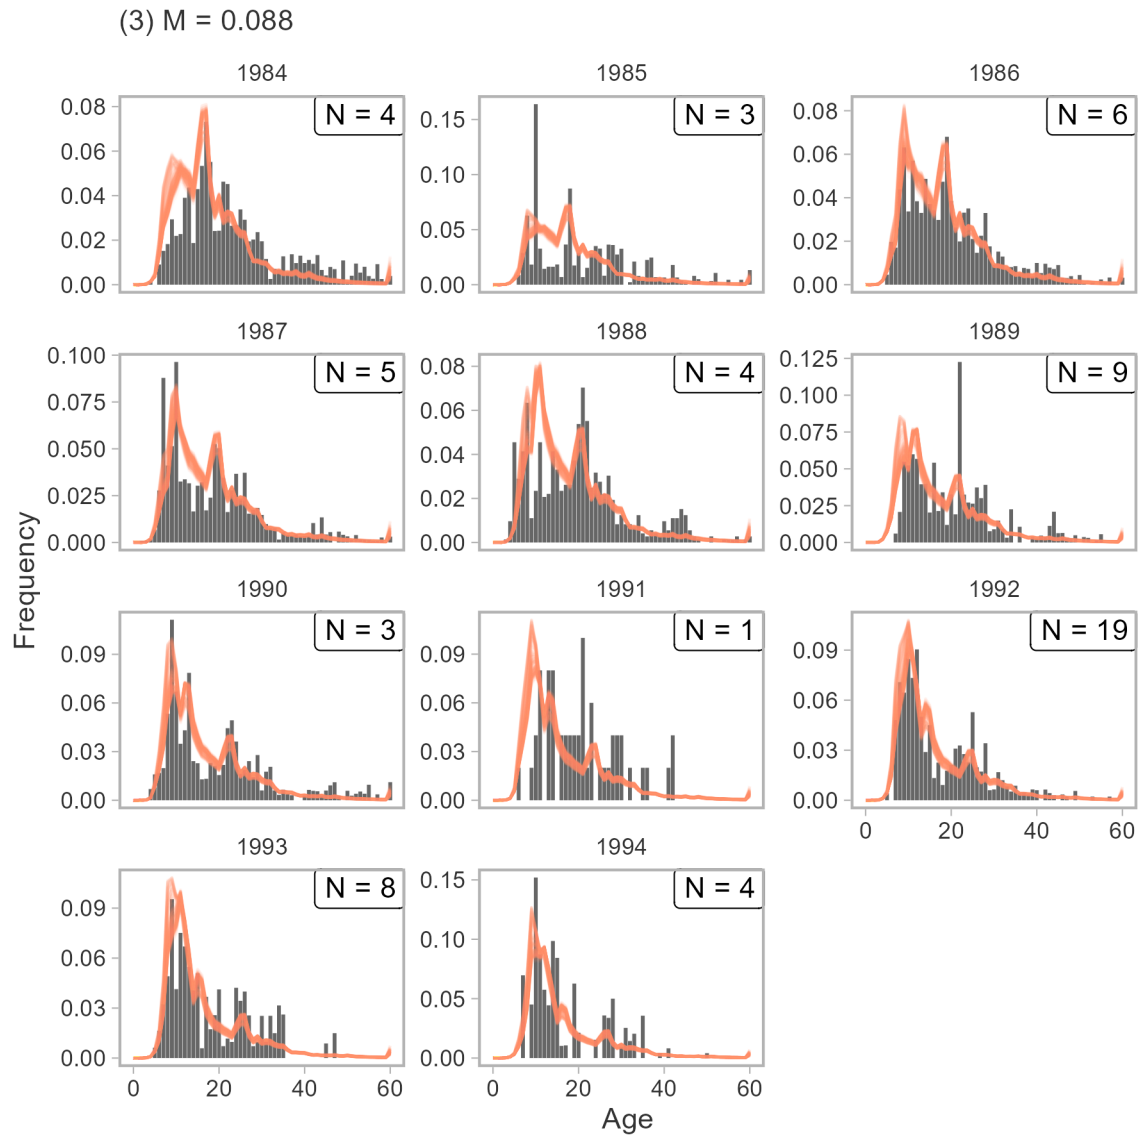 (3) M = 0.088
1984 1985 1986
N = 4 N = 3 N = 6
0.08 0.06 0.04 0.02 0.00
0.15 0.10 0.05 0.00
0.08 0.06 0.04 0.02 0.00
1987 1988 1989
N = 5 N = 4 N = 9
0.100 0.075 0.050 0.025 0.000
0.08 0.06 0.04 0.02 0.00
0.125 0.100 0.075 0.050 0.025 0.000
Frequency
1990 1991 1992
N = 3 N = 1 N = 19
0.09 0.06 0.03 0.00
0.09 0.06 0.03 0.00
0.09 0.06 0.03 0.00
0 20 40 60
1993 1994
N = 8 N = 4
0.09 0.06 0.03 0.00
0.15 0.10 0.05 0.00
0 20 40 60 0 20 40 60
Age